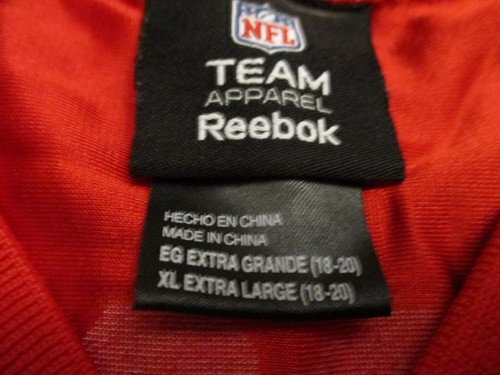 NFL
TEAM
APPAREL
Reebok
HECHO EN CHINA
MADE IN CHINA
EG EXTRA GRANDE (18-20)
XL EXTRA LARGE (18-20)